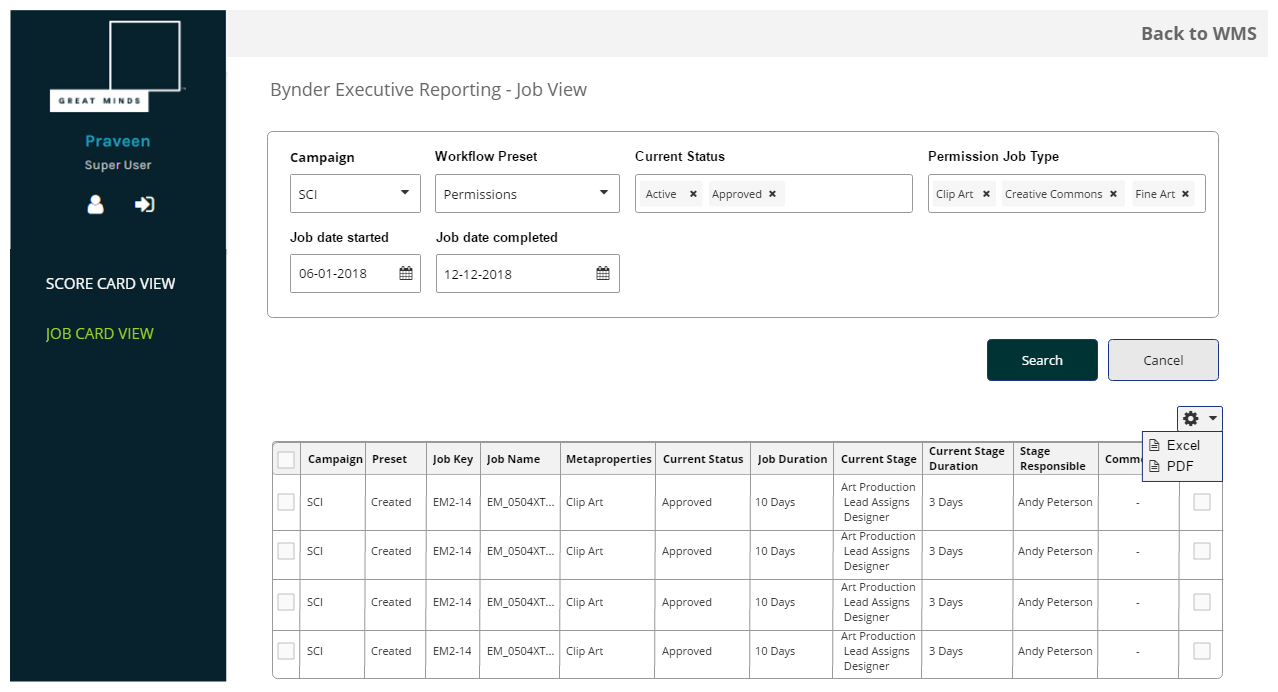 GREAT MINDS
Praveen
Super User
SCORE CARD VIEW
JOB CARD VIEW
Back to WMS
Bynder Executive Reporting - Job View
Campaign Workflow Preset Current Status Permission Job Type
SCI Permissions Active × Approved × Clip Art × Creative Commons × Fine Art ×
Job date started Job date completed
06-01-2018 12-12-2018
Search Cancel
Excel
PDF
Campaign Preset Job Key Job Name Metaproperties Current Status Job Duration Current Stage Current Stage Duration Stage Responsible
SCI Created EM2-14 EM_0504XT... Clip Art Approved 10 Days Art Production Lead Assigns Designer 3 Days Andy Peterson -
SCI Created EM2-14 EM_0504XT... Clip Art Approved 10 Days Art Production Lead Assigns Designer 3 Days Andy Peterson -
SCI Created EM2-14 EM_0504XT... Clip Art Approved 10 Days Art Production Lead Assigns Designer 3 Days Andy Peterson -
SCI Created EM2-14 EM_0504XT... Clip Art Approved 10 Days Art Production Lead Assigns Designer 3 Days Andy Peterson -